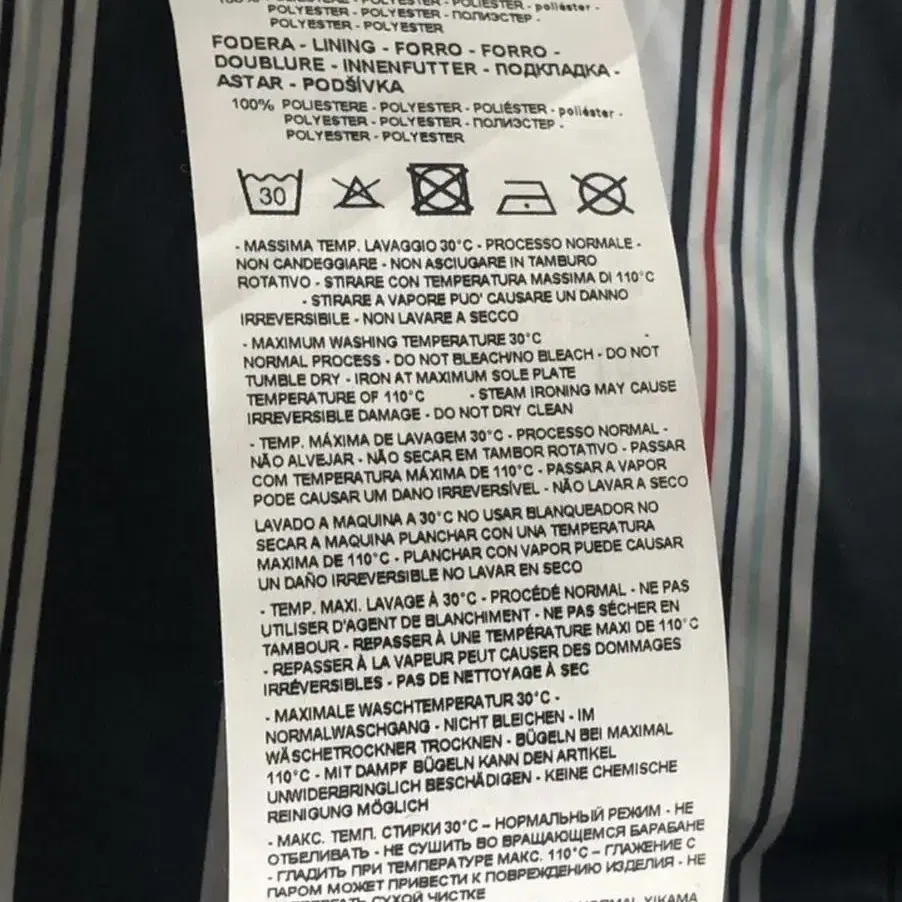 POLYESTER - POLYESTER - poliéster -
POLYESTER - POLYESTER - ПОЛИЭСТЕР -
POLYESTER - POLYESTER
FODERA - LINING - FORRO - FORRO -
DOUBLURE - INNENFUTTER - ПОДКЛАДКА -
ASTAR - PODŠÍVKA
100% POLIESTERE - POLYESTER - POLIÉSTER - poliéster -
POLYESTER - POLYESTER - ПОЛИЭСТЕР -
POLYESTER - POLYESTER
30
- MASSIMA TEMP. LAVAGGIO 30°C - PROCESSO NORMALE -
NON CANDEGGIARE - NON ASCIUGARE IN TAMBURO
ROTATIVO - STIRARE CON TEMPERATURA MASSIMA DI 110°C
- STIRARE A VAPORE PUO' CAUSARE UN DANNO
IRREVERSIBILE - NON LAVARE A SECCO
- MAXIMUM WASHING TEMPERATURE 30°C -
NORMAL PROCESS - DO NOT BLEACH/NO BLEACH - DO NOT
TUMBLE DRY - IRON AT MAXIMUM SOLE PLATE
TEMPERATURE OF 110°C - STEAM IRONING MAY CAUSE
IRREVERSIBLE DAMAGE - DO NOT DRY CLEAN
- TEMP. MÁXIMA DE LAVAGEM 30°C - PROCESSO NORMAL -
NÃO ALVEJAR - NÃO SECAR EM TAMBOR ROTATIVO - PASSAR
COM TEMPERATURA MÁXIMA DE 110°C - PASSAR A VAPOR
PODE CAUSAR UM DANO IRREVERSÍVEL - NÃO LAVAR A SECO
LAVADO A MAQUINA A 30°C NO USAR BLANQUEADOR NO
SECAR A MAQUINA PLANCHAR CON UNA TEMPERATURA
MAXIMA DE 110°C - PLANCHAR CON VAPOR PUEDE CAUSAR
UN DAÑO IRREVERSIBLE NO LAVAR EN SECO
- TEMP. MAXI. LAVAGE À 30°C - PROCÉDÉ NORMAL - NE PAS
UTILISER D'AGENT DE BLANCHIMENT - NE PAS SÉCHER EN
TAMBOUR - REPASSER À UNE TEMPÉRATURE MAXI DE 110°C
- REPASSER À LA VAPEUR PEUT CAUSER DES DOMMAGES
IRRÉVERSIBLES - PAS DE NETTOYAGE À SEC
- MAXIMALE WASCHTEMPERATUR 30°C -
NORMALWASCHGANG - NICHT BLEICHEN - IM
WÄSCHETROCKNER TROCKNEN - BÜGELN BEI MAXIMAL
110°C - MIT DAMPF BÜGELN KANN DEN ARTIKEL
UNWIDERBRINGLICH BESCHÄDIGEN - KEINE CHEMISCHE
REINIGUNG MÖGLICH
- МАКС. ТЕМП. СТИРКИ 30°C – НОРМАЛЬНЫЙ РЕЖИМ - НЕ
ОТБЕЛИВАТЬ - НЕ СУШИТЬ ВО ВРАЩАЮЩЕМСЯ БАРАБАНЕ
- ГЛАДИТЬ ПРИ ТЕМПЕРАТУРЕ МАКС. 110°C – ГЛАЖЕНИЕ С
ПАРОМ МОЖЕТ ПРИВЕСТИ К ПОВРЕЖДЕНИЮ ИЗДЕЛИЯ - НЕ
СУХОЙ ЧИСТКЕ
NORMAL YIKAMA